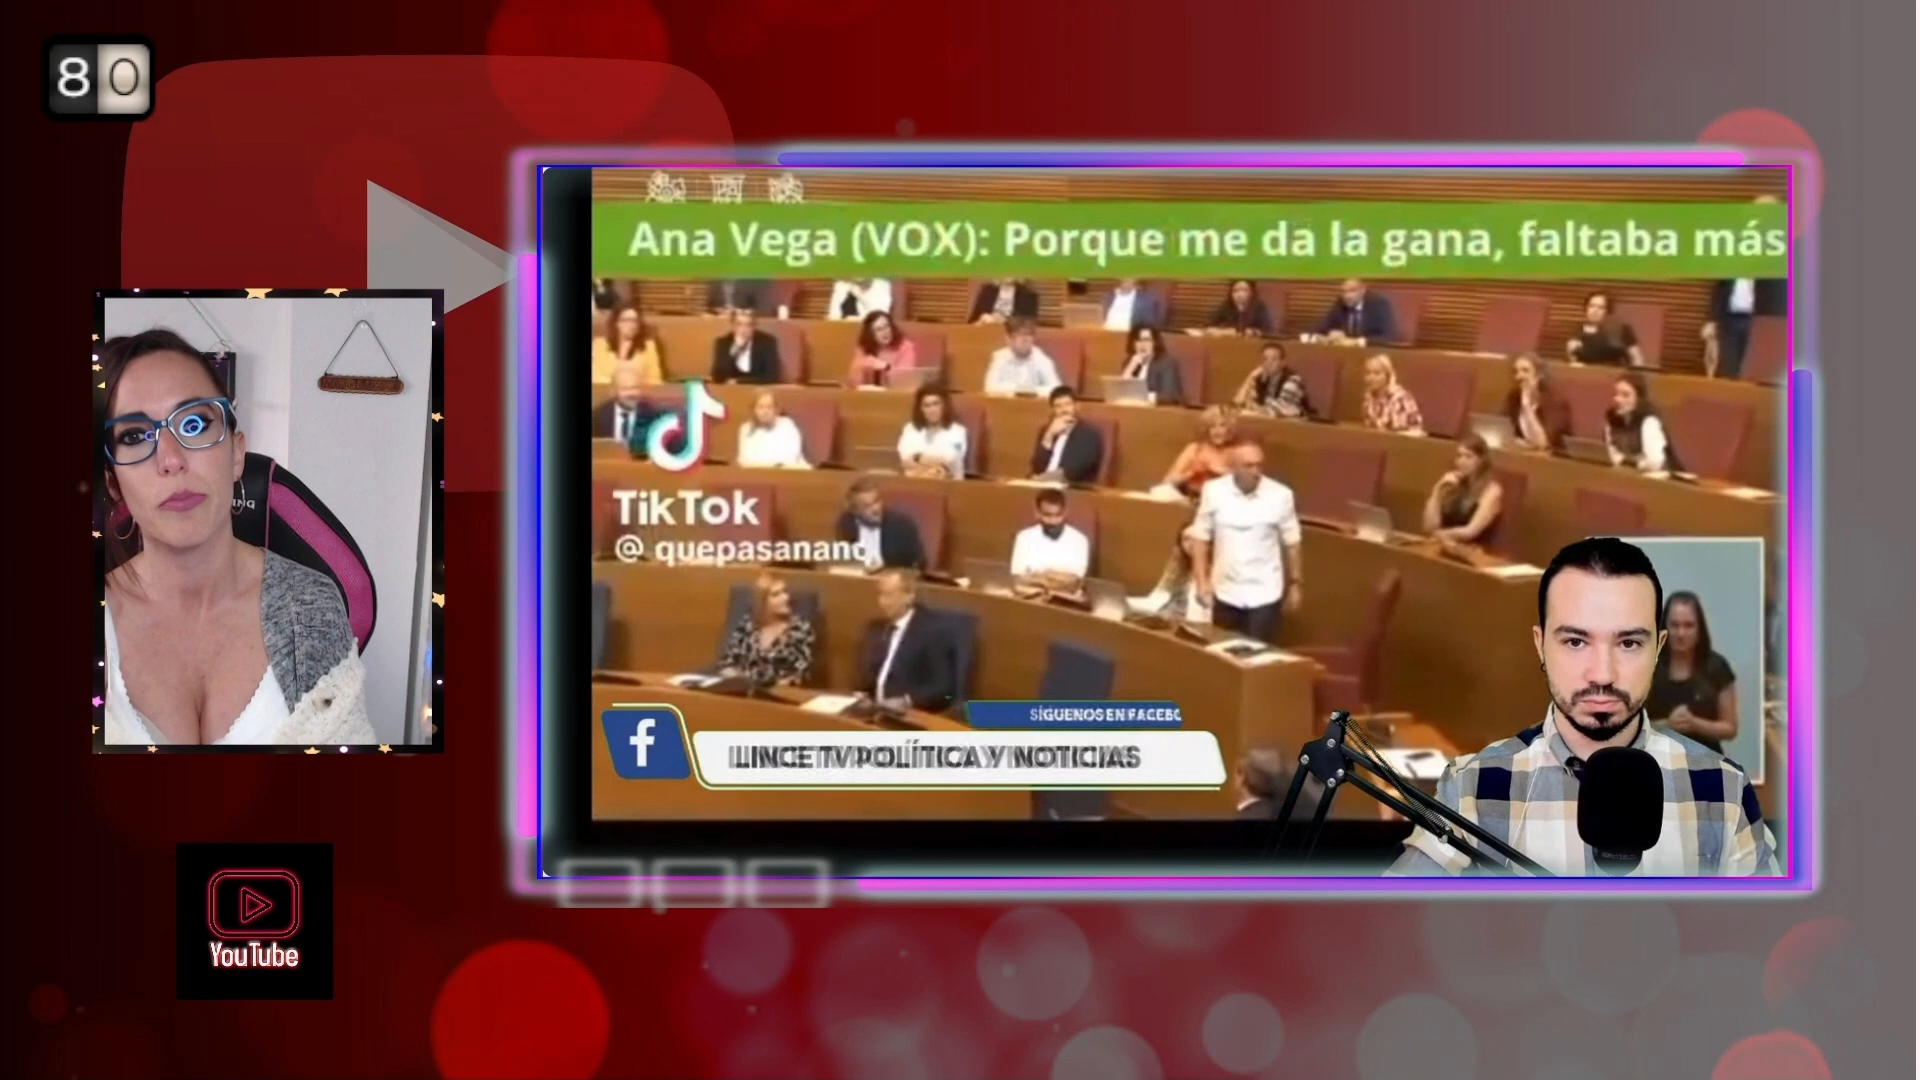 80
Ana Vega (VOX): Porque me da la gana, faltaba más
TikTok
@ quepasanano
SÍGUENOS EN FACEBO
LINCE TV POLÍTICA Y NOTICIAS
YouTube